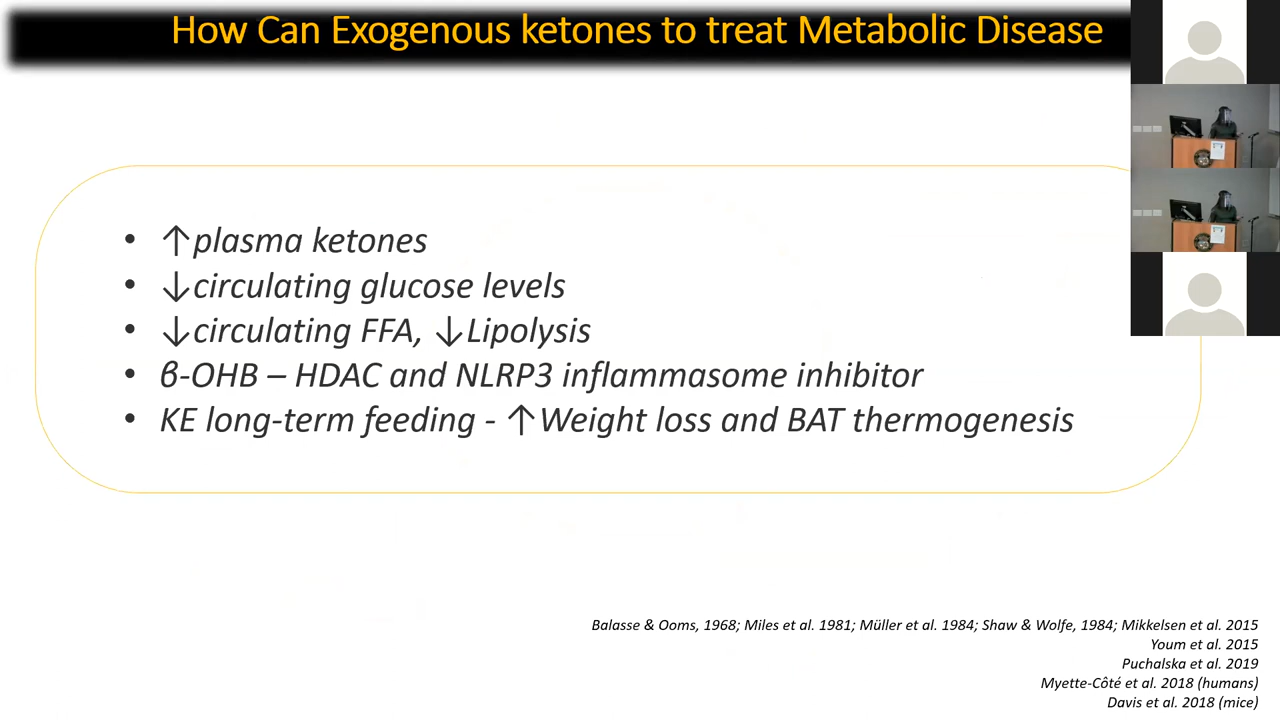 How Can Exogenous ketones to treat Metabolic Disease
• ↑plasma ketones
• ↓circulating glucose levels
• ↓circulating FFA, ↓Lipolysis
• β-OHB – HDAC and NLRP3 inflammasome inhibitor
• KE long-term feeding - ↑Weight loss and BAT thermogenesis
Balasse & Ooms, 1968; Miles et al. 1981; Müller et al. 1984; Shaw & Wolfe, 1984; Mikkelsen et al. 2015
Youm et al. 2015
Puchalska et al. 2019
Myette-Côté et al. 2018 (humans)
Davis et al. 2018 (mice)